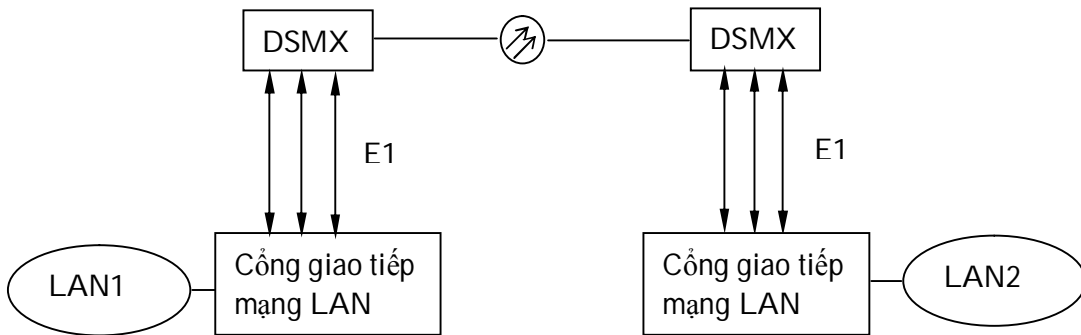 DSMX
DSMX
E1
E1
LAN1
Cổng giao tiếp
mạng LAN
Cổng giao tiếp
mạng LAN
LAN2